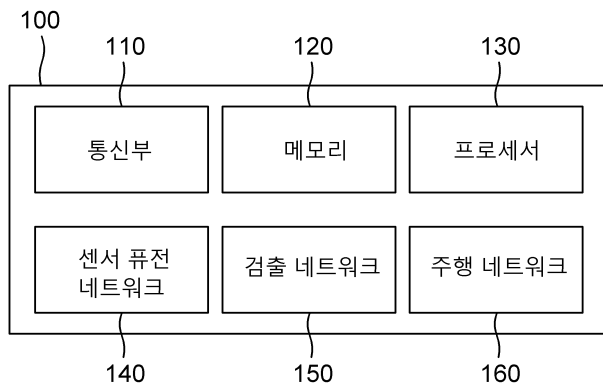 100
110 120 130
통신부 메모리 프로세서
센서 퓨전
네트워크
검출 네트워크 주행 네트워크
140 150 160